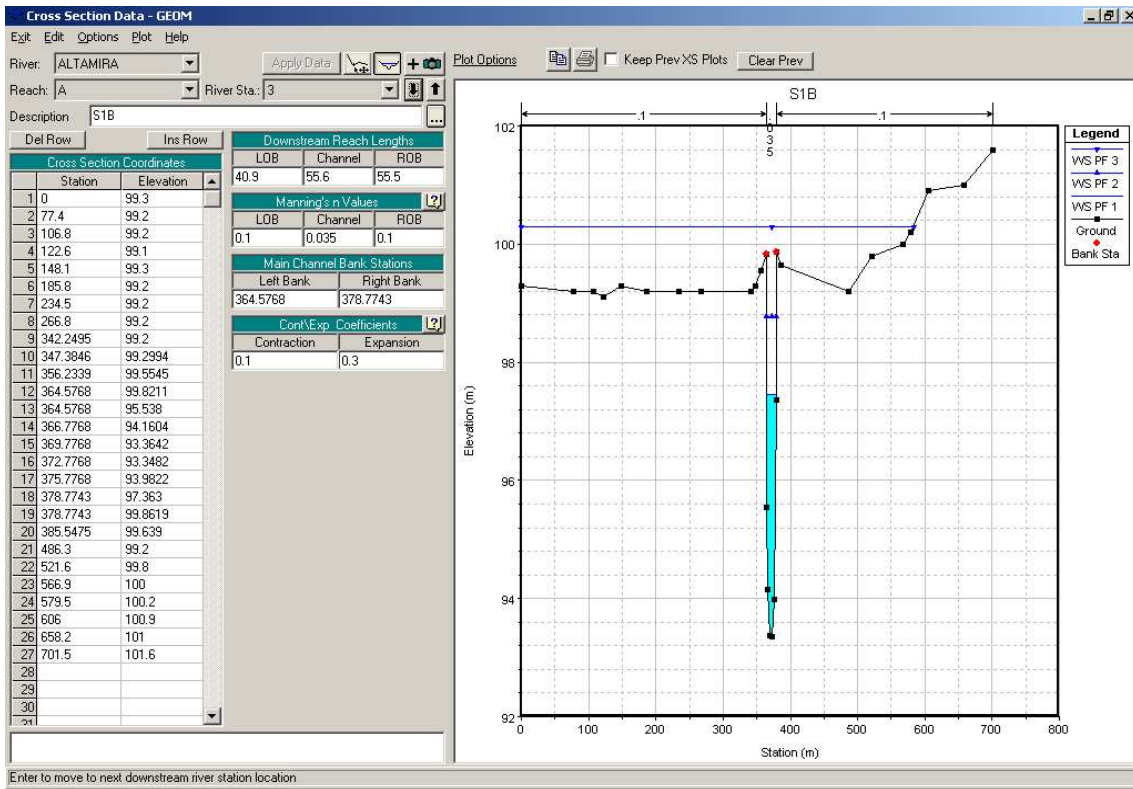 Cross Section Data - GEOM
Exit Edit Options Plot Help
River: ALTAMIRA Apply Data
Reach: A River Sta.: 3
Description S1B ...
Del Row Ins Row
Cross Section Coordinates
Station Elevation
1 0 99.3
2 77.4 99.2
3 106.8 99.2
4 122.6 99.1
5 148.1 99.3
6 185.8 99.2
7 234.5 99.2
8 266.8 99.2
9 342.2495 99.2
10 347.3846 99.2994
11 356.2339 99.5545
12 364.5768 99.8211
13 364.5768 95.538
14 366.7768 94.1604
15 369.7768 93.3642
16 372.7768 93.3482
17 375.7768 93.9822
18 378.7743 97.363
19 378.7743 99.8619
20 385.5475 99.639
21 486.3 99.2
22 521.6 99.8
23 566.9 100
24 579.5 100.2
25 606 100.9
26 658.2 101
27 701.5 101.6
28
29
30
31
Downstream Reach Lengths
LOB Channel ROB
40.9 55.6 55.5
Manning's n Values ?
LOB Channel ROB
0.1 0.035 0.1
Main Channel Bank Stations
Left Bank Right Bank
364.5768 378.7743
Cont\Exp Coefficients ?
Contraction Expansion
0.1 0.3
Plot Options Keep Prev XS Plots Clear Prev
S1B
.1 .035 .1
102
100
98
96
94
92
Elevation (m)
0 100 200 300 400 500 600 700 800
Station (m)
Legend
WS PF 3
WS PF 2
WS PF 1
Ground
Bank Sta
Enter to move to next downstream river station location